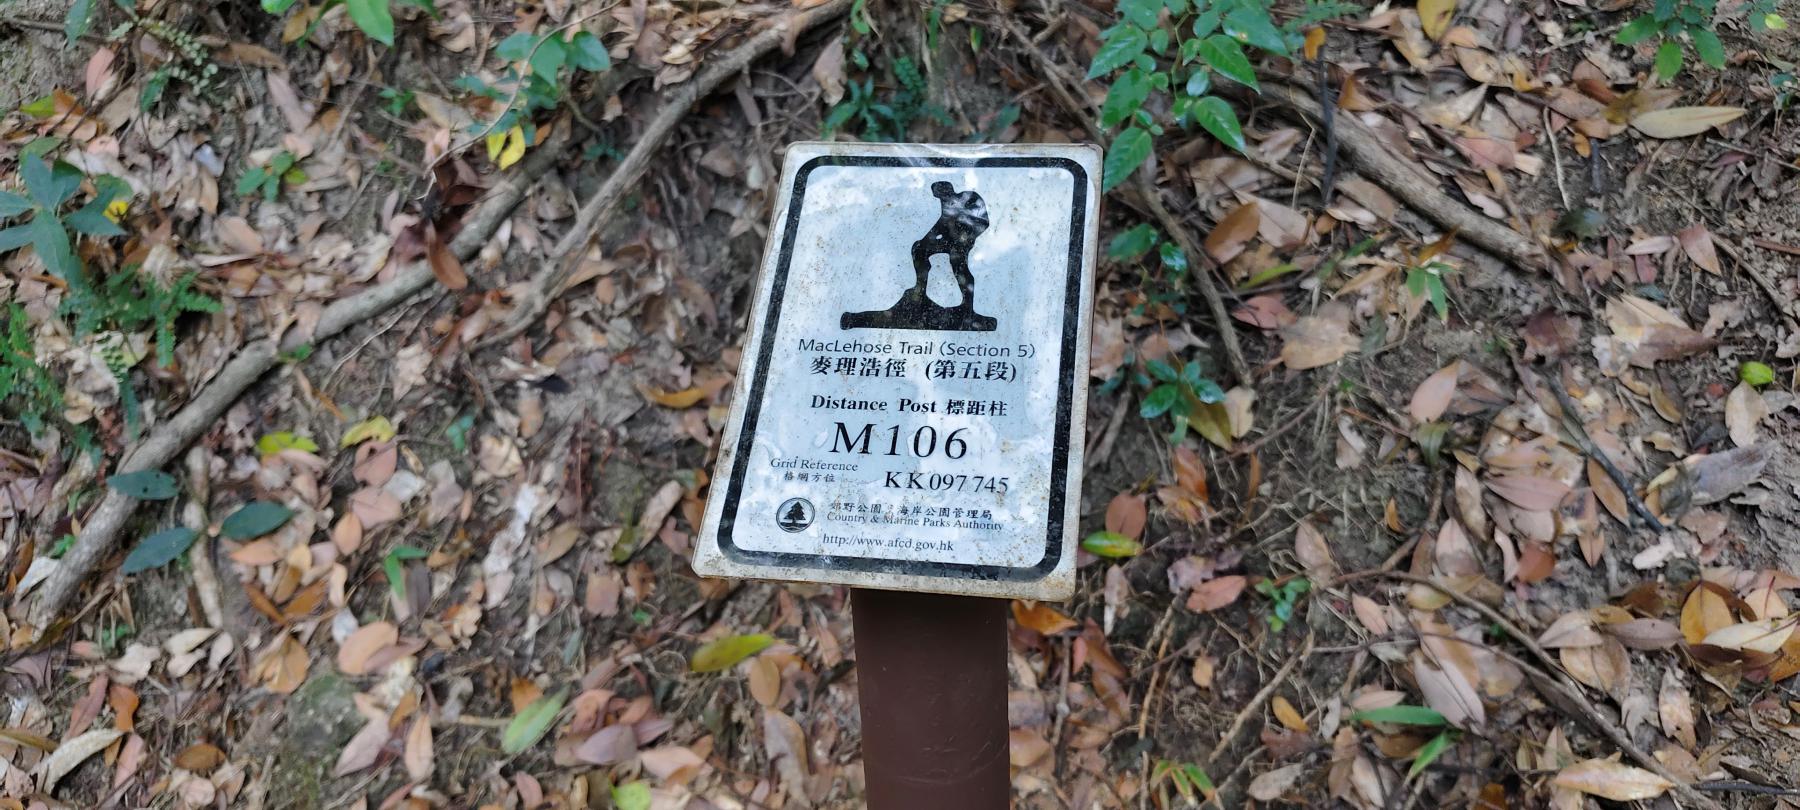 MacLehose Trail (Section 5)
麥理浩徑 (第五段)
Distance Post 標距柱
M106
Grid Reference
格網方位
KK097745
郊野公園及海岸公園管理局
Country & Marine Parks Authority
http://www.afcd.gov.hk